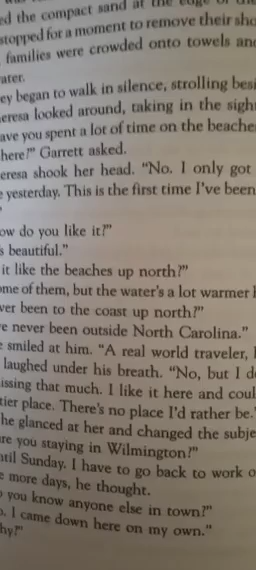 ed the compact sand at the edge of the
stopped for a moment to remove their sho
families were crowded onto towels and
ater.
ey began to walk in silence, strolling besi
eresa looked around, taking in the sigh
ave you spent a lot of time on the beache
here?" Garrett asked.
eresa shook her head. "No. I only got
e yesterday. This is the first time I've been
"
ow do you like it?"
s beautiful."
it like the beaches up north?"
ome of them, but the water's a lot warmer h
ver been to the coast up north?"
e never been outside North Carolina."
e smiled at him. "A real world traveler, h
laughed under his breath. "No, but I d
issing that much. I like it here and coul
tier place. There's no place I'd rather be."
he glanced at her and changed the subje
re you staying in Wilmington?"
ntil Sunday. I have to go back to work o
e more days, he thought.
o you know anyone else in town?"
o. I came down here on my own."
hy?"